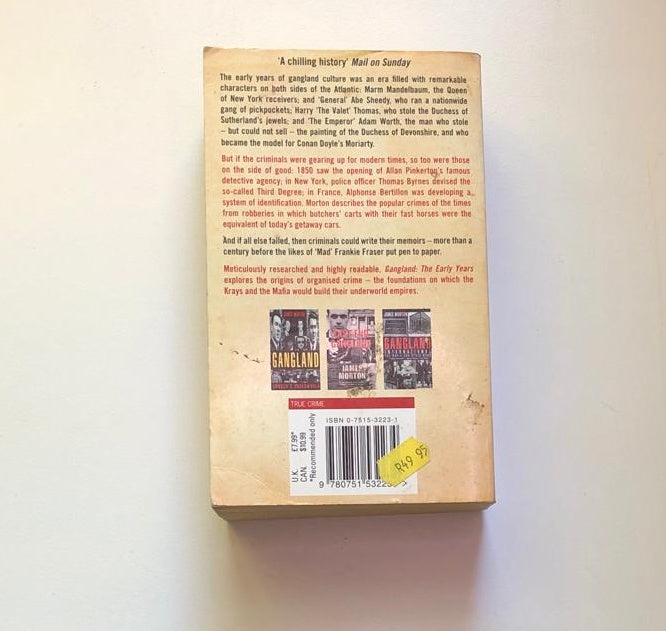 'A chilling history' Mail on Sunday
The early years of gangland culture was an era filled with remarkable
characters on both sides of the Atlantic: Marm Mandelbaum, the Queen
of New York receivers; and 'General' Abe Sheedy, who ran a nationwide
gang of pickpockets; Harry 'The Valet' Thomas, who stole the Duchess of
Sutherland's jewels; and 'The Emperor' Adam Worth, the man who stole
– but could not sell – the painting of the Duchess of Devonshire, and who
became the model for Conan Doyle's Moriarty.
But if the criminals were gearing up for modern times, so too were those
on the side of good: 1850 saw the opening of Allan Pinkerton's famous
detective agency; in New York, police officer Thomas Byrnes devised the
so-called Third Degree; in France, Alphonse Bertillon was developing a
system of identification. Morton describes the popular crimes of the times
from robberies in which butchers' carts with their fast horses were the
equivalent of today's getaway cars.
And if all else failed, then criminals could write their memoirs – more than a
century before the likes of 'Mad' Frankie Fraser put pen to paper.
Meticulously researched and highly readable, Gangland: The Early Years
explores the origins of organised crime – the foundations on which the
Krays and the Mafia would build their underworld empires.
JAMES MORTON
GANGLAND
LONDON'S UNDERWORLD
EAST END
GANGLAND
JAMES
MORTON
JAMES MORTON
GANGLAND
INTERNATIONAL
TRUE CRIME
U.K. £7.99*
CAN. $10.99
*Recommended only
ISBN 0-7515-3223-1
9 780751 53223
R49 95